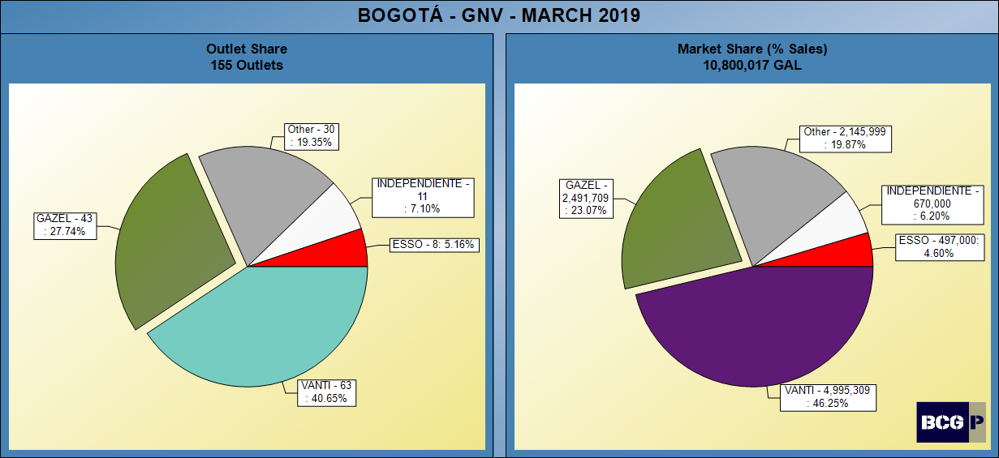 BOGOTÁ - GNV - MARCH 2019
Outlet Share
155 Outlets
Other - 30
: 19.35%
INDEPENDIENTE -
11
: 7.10%
GAZEL - 43
: 27.74%
ESSO - 8: 5.16%
VANTI - 63
: 40.65%
Market Share (% Sales)
10,800,017 GAL
Other - 2,145,999
: 19.87%
GAZEL -
2,491,709
: 23.07%
INDEPENDIENTE -
670,000
: 6.20%
ESSO - 497,000:
4.60%
VANTI - 4,995,309
: 46.25%
BCG P